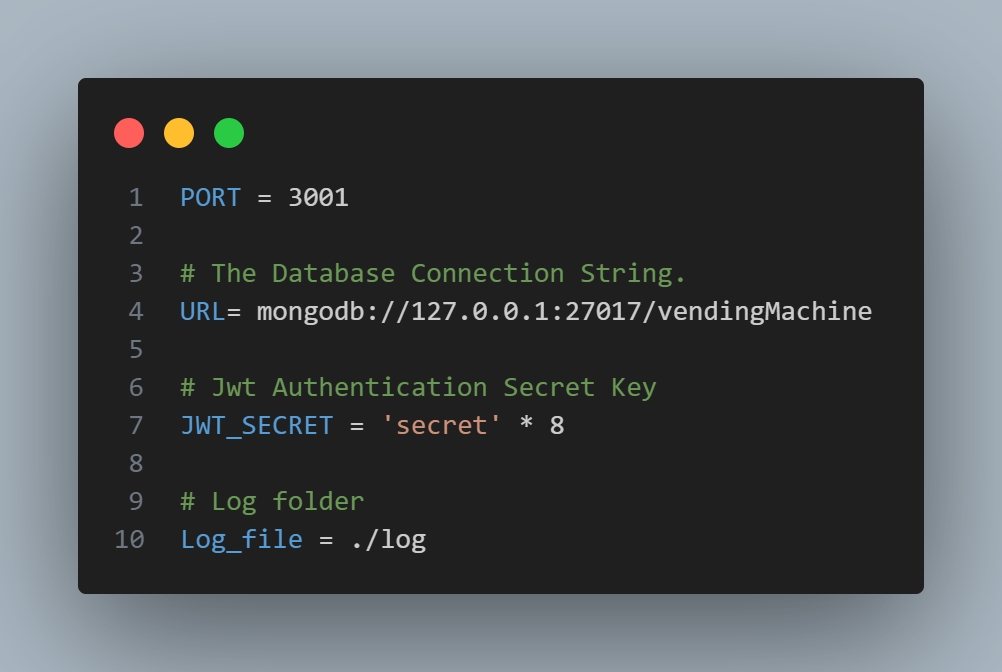 1 PORT = 3001
2
3 # The Database Connection String.
4 URL= mongodb://127.0.0.1:27017/vendingMachine
5
6 # Jwt Authentication Secret Key
7 JWT_SECRET = 'secret' * 8
8
9 # Log folder
10 Log_file = ./log